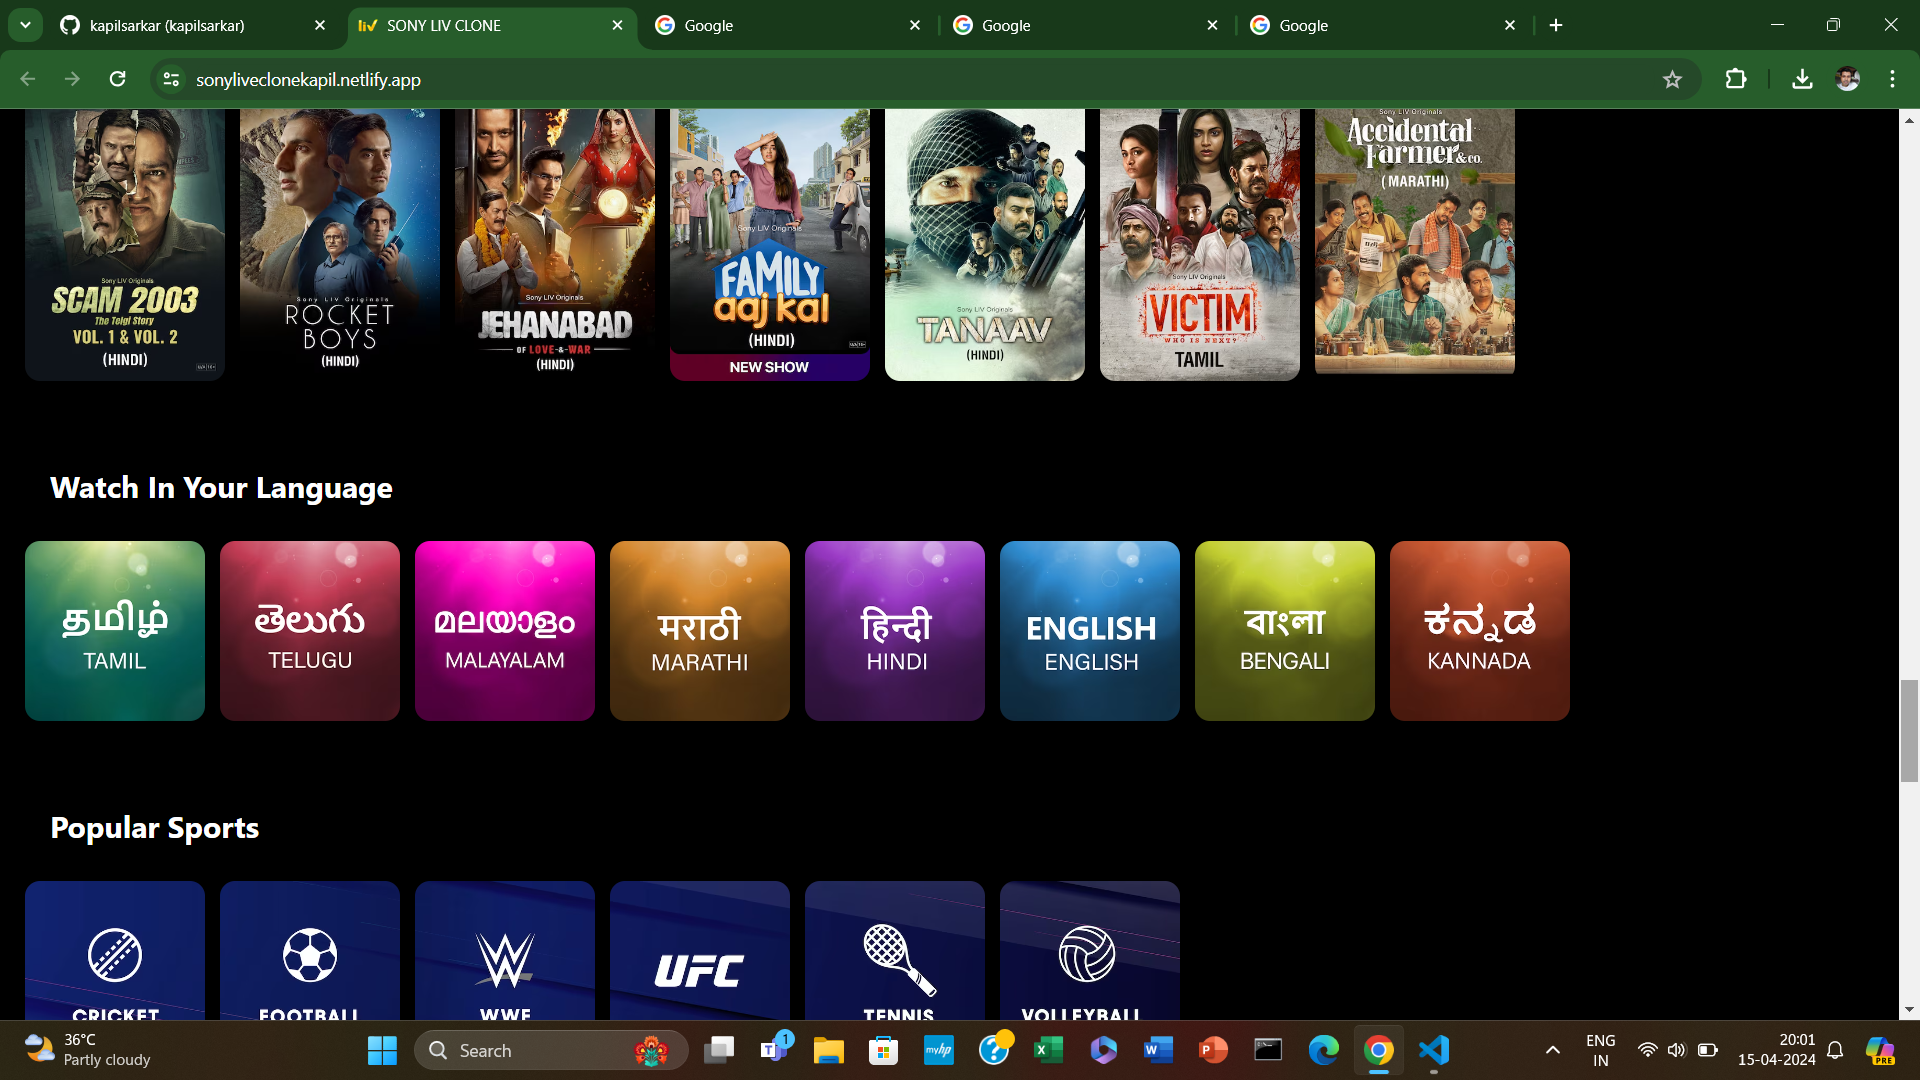 kapilsarkar (kapilsarkar)
liv SONY LIV CLONE
Google
Google
Google
sonyliveclonekapil.netlify.app
Sony LIV Originals
SCAM 2003
The Telgi Story
VOL. 1 & VOL. 2
(HINDI)
Sony LIV Originals
ROCKET
BOYS
(HINDI)
Sony LIV Originals
JEHANABAD
OF LOVE & WAR
(HINDI)
Sony LIV Originals
FAMILY
aaj kal
(HINDI)
NEW SHOW
Sony LIV Originals
TANAAV
(HINDI)
Sony LIV Originals
VICTIM
WHO IS NEXT?
TAMIL
Sony LIV Originals
Accidental
Farmer &co.
(MARATHI)
Watch In Your Language
தமிழ்
TAMIL
తెలుగు
TELUGU
മലയാളം
MALAYALAM
मराठी
MARATHI
हिन्दी
HINDI
ENGLISH
ENGLISH
বাংলা
BENGALI
ಕನ್ನಡ
KANNADA
Popular Sports
CRICKET
FOOTBALL
WWE
UFC
TENNIS
VOLLEYBALL
36°C
Partly cloudy
Search
1
myhp
ENG
IN
20:01
15-04-2024
PRE